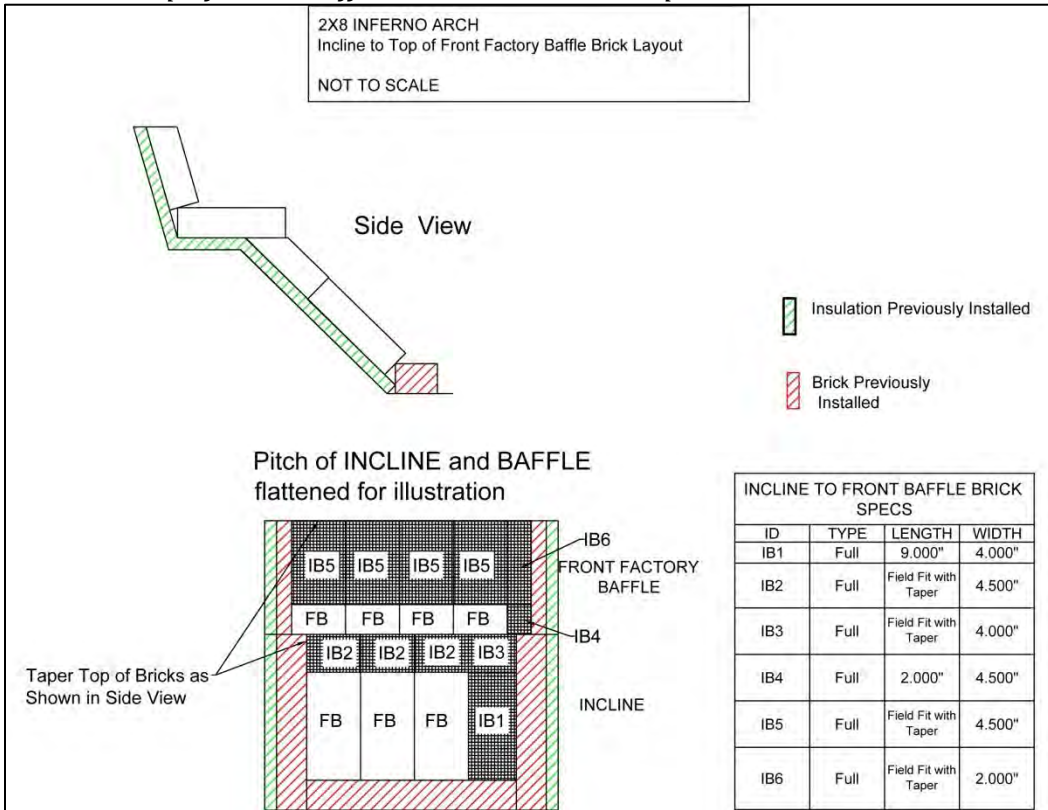 2X8 INFERNO ARCH
Incline to Top of Front Factory Baffle Brick Layout
NOT TO SCALE
Side View
Insulation Previously Installed
Brick Previously
Installed
Pitch of INCLINE and BAFFLE
flattened for illustration
IB6
IB5 IB5 IB5 IB5
FRONT FACTORY
BAFFLE
FB FB FB FB
IB4
IB2 IB2 IB2 IB3
Taper Top of Bricks as
Shown in Side View
INCLINE
FB FB FB IB1
INCLINE TO FRONT BAFFLE BRICK
SPECS
ID TYPE LENGTH WIDTH
IB1 Full 9.000" 4.000"
IB2 Full Field Fit with Taper 4.500"
IB3 Full Field Fit with Taper 4.000"
IB4 Full 2.000" 4.500"
IB5 Full Field Fit with Taper 4.500"
IB6 Full Field Fit with Taper 2.000"